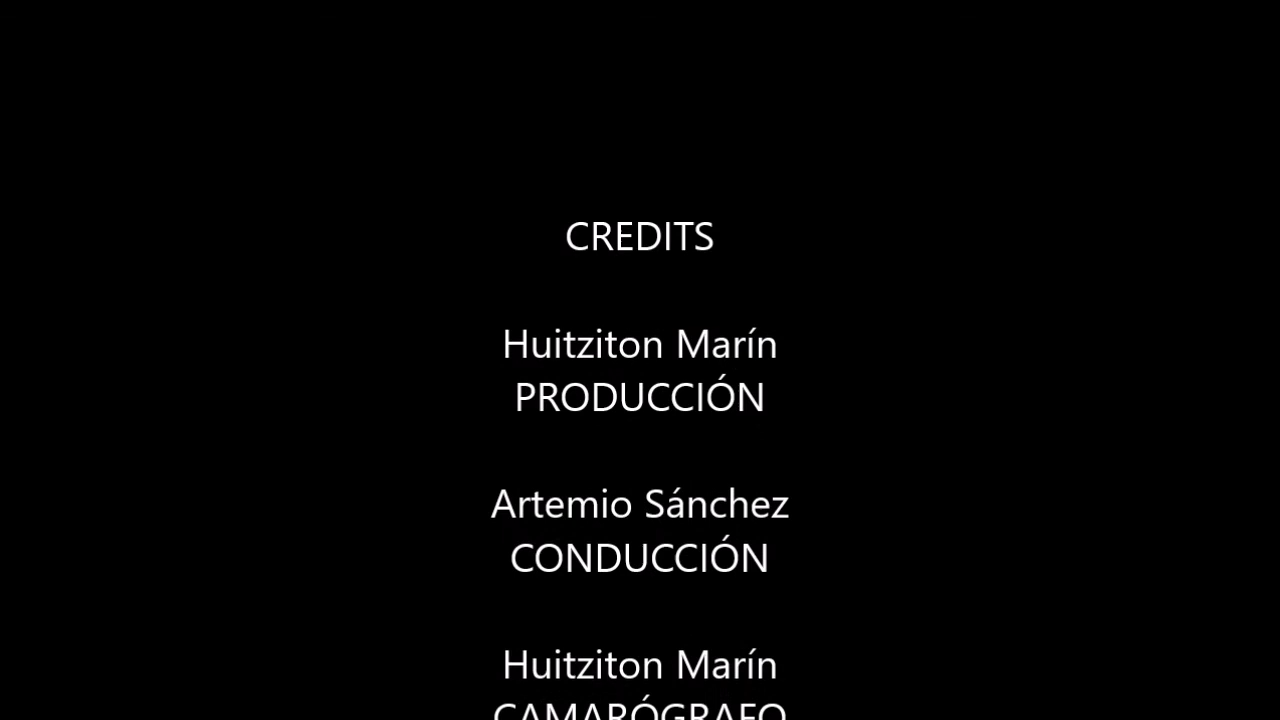 CREDITS
Huitziton Marín
PRODUCCIÓN
Artemio Sánchez
CONDUCCIÓN
Huitziton Marín
CAMARÓGRAFO